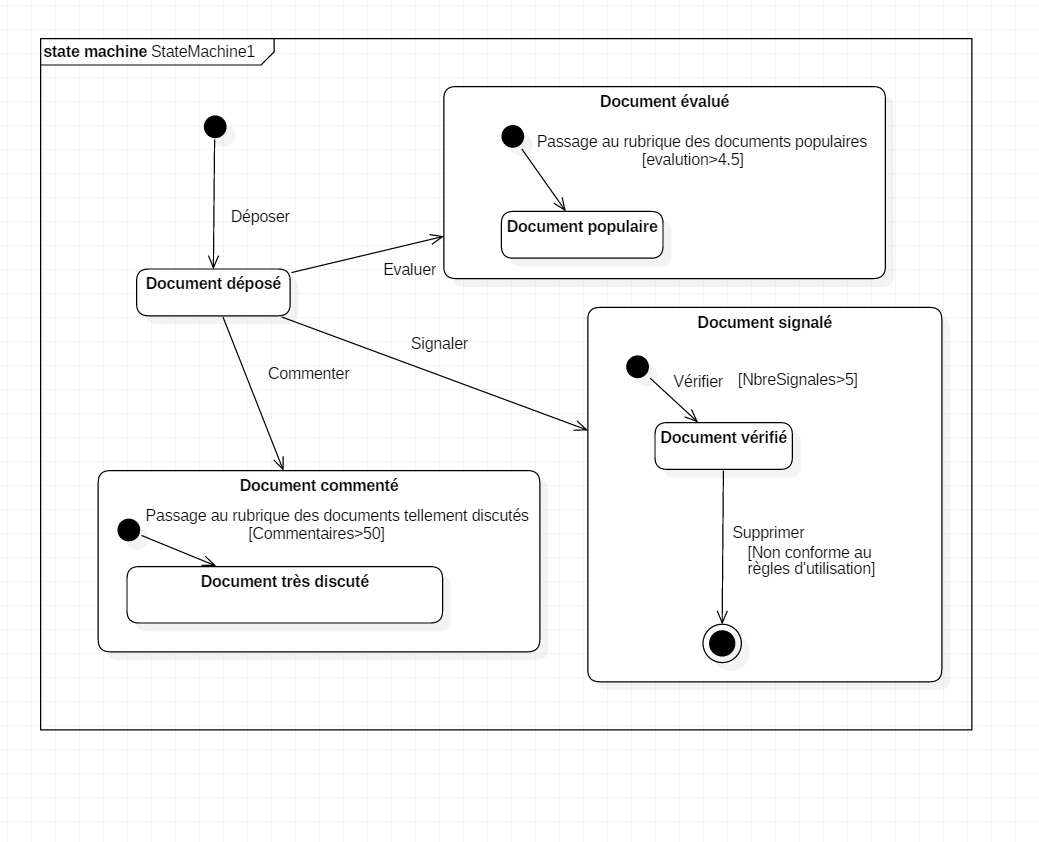 state machine StateMachine1
Document évalué
Passage au rubrique des documents populaires
[evalution>4.5]
Déposer
Document populaire
Evaluer
Document déposé
Document signalé
Signaler
Commenter
Vérifier [NbreSignales>5]
Document vérifié
Document commenté
Passage au rubrique des documents tellement discutés
[Commentaires>50]
Supprimer
[Non conforme au
règles d'utilisation]
Document très discuté